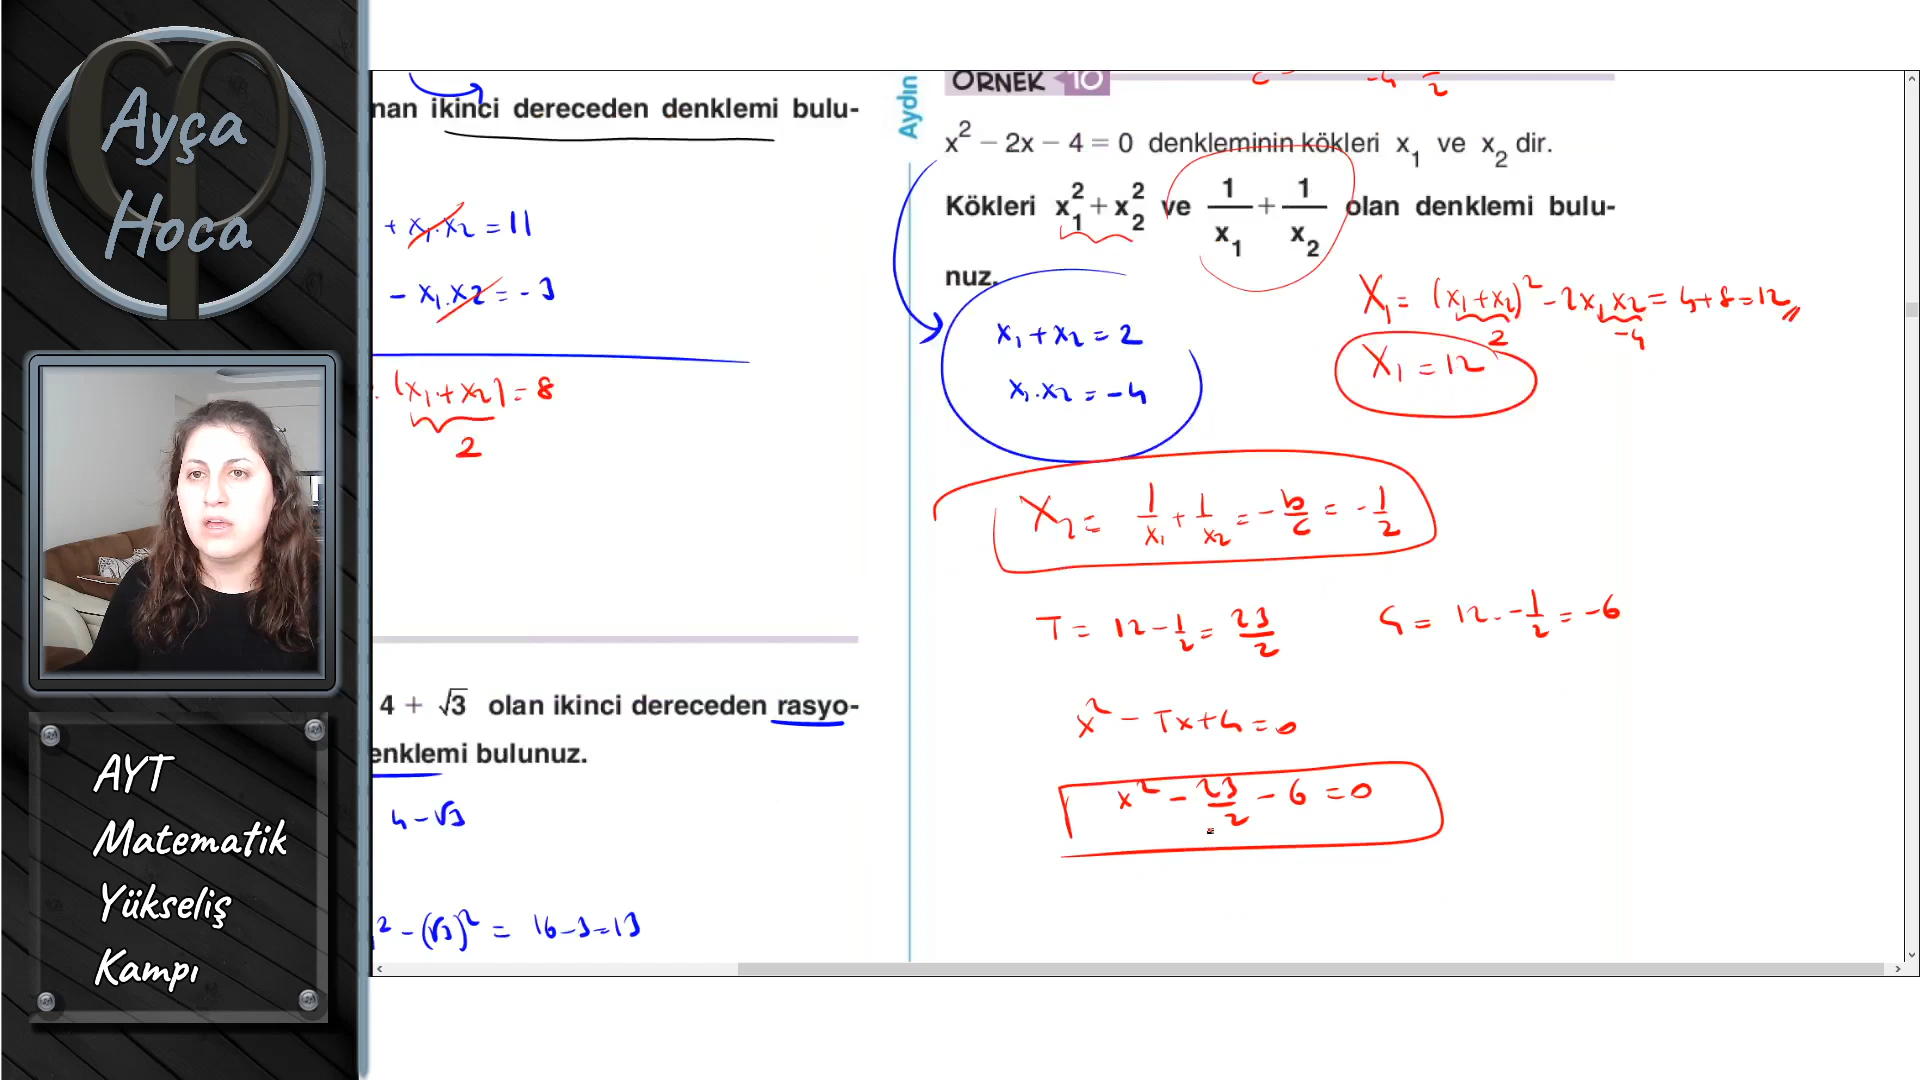 Ayça
Hoca
AYT
Matematik
Yükseliş
Kampı
nan ikinci dereceden denklemi bulu-
+ x₁.x₂ = 11
- x₁.x₂ = -3
. (x₁+x₂) = 8
2
4 + √3 olan ikinci dereceden rasyo-
enklemi bulunuz.
4 - √3
² - (√3)² = 16-3=13
Aydın
ÖRNEK 10
x² − 2x − 4 = 0 denkleminin kökleri x₁ ve x₂ dir.
Kökleri x₁² + x₂² ve 1/x₁ + 1/x₂ olan denklemi bulu-
nuz.
x₁ + x₂ = 2
x₁.x₂ = -4
X₁ = (x₁+x₂)² - 2x₁x₂ = 4+8=12
2
-4
X₁ = 12
X₂ = 1/x₁ + 1/x₂ = -b/c = -1/2
T = 12 - 1/2 = 23/2
Ç = 12 . -1/2 = -6
x² - Tx + Ç = 0
x² - 23/2 - 6 = 0